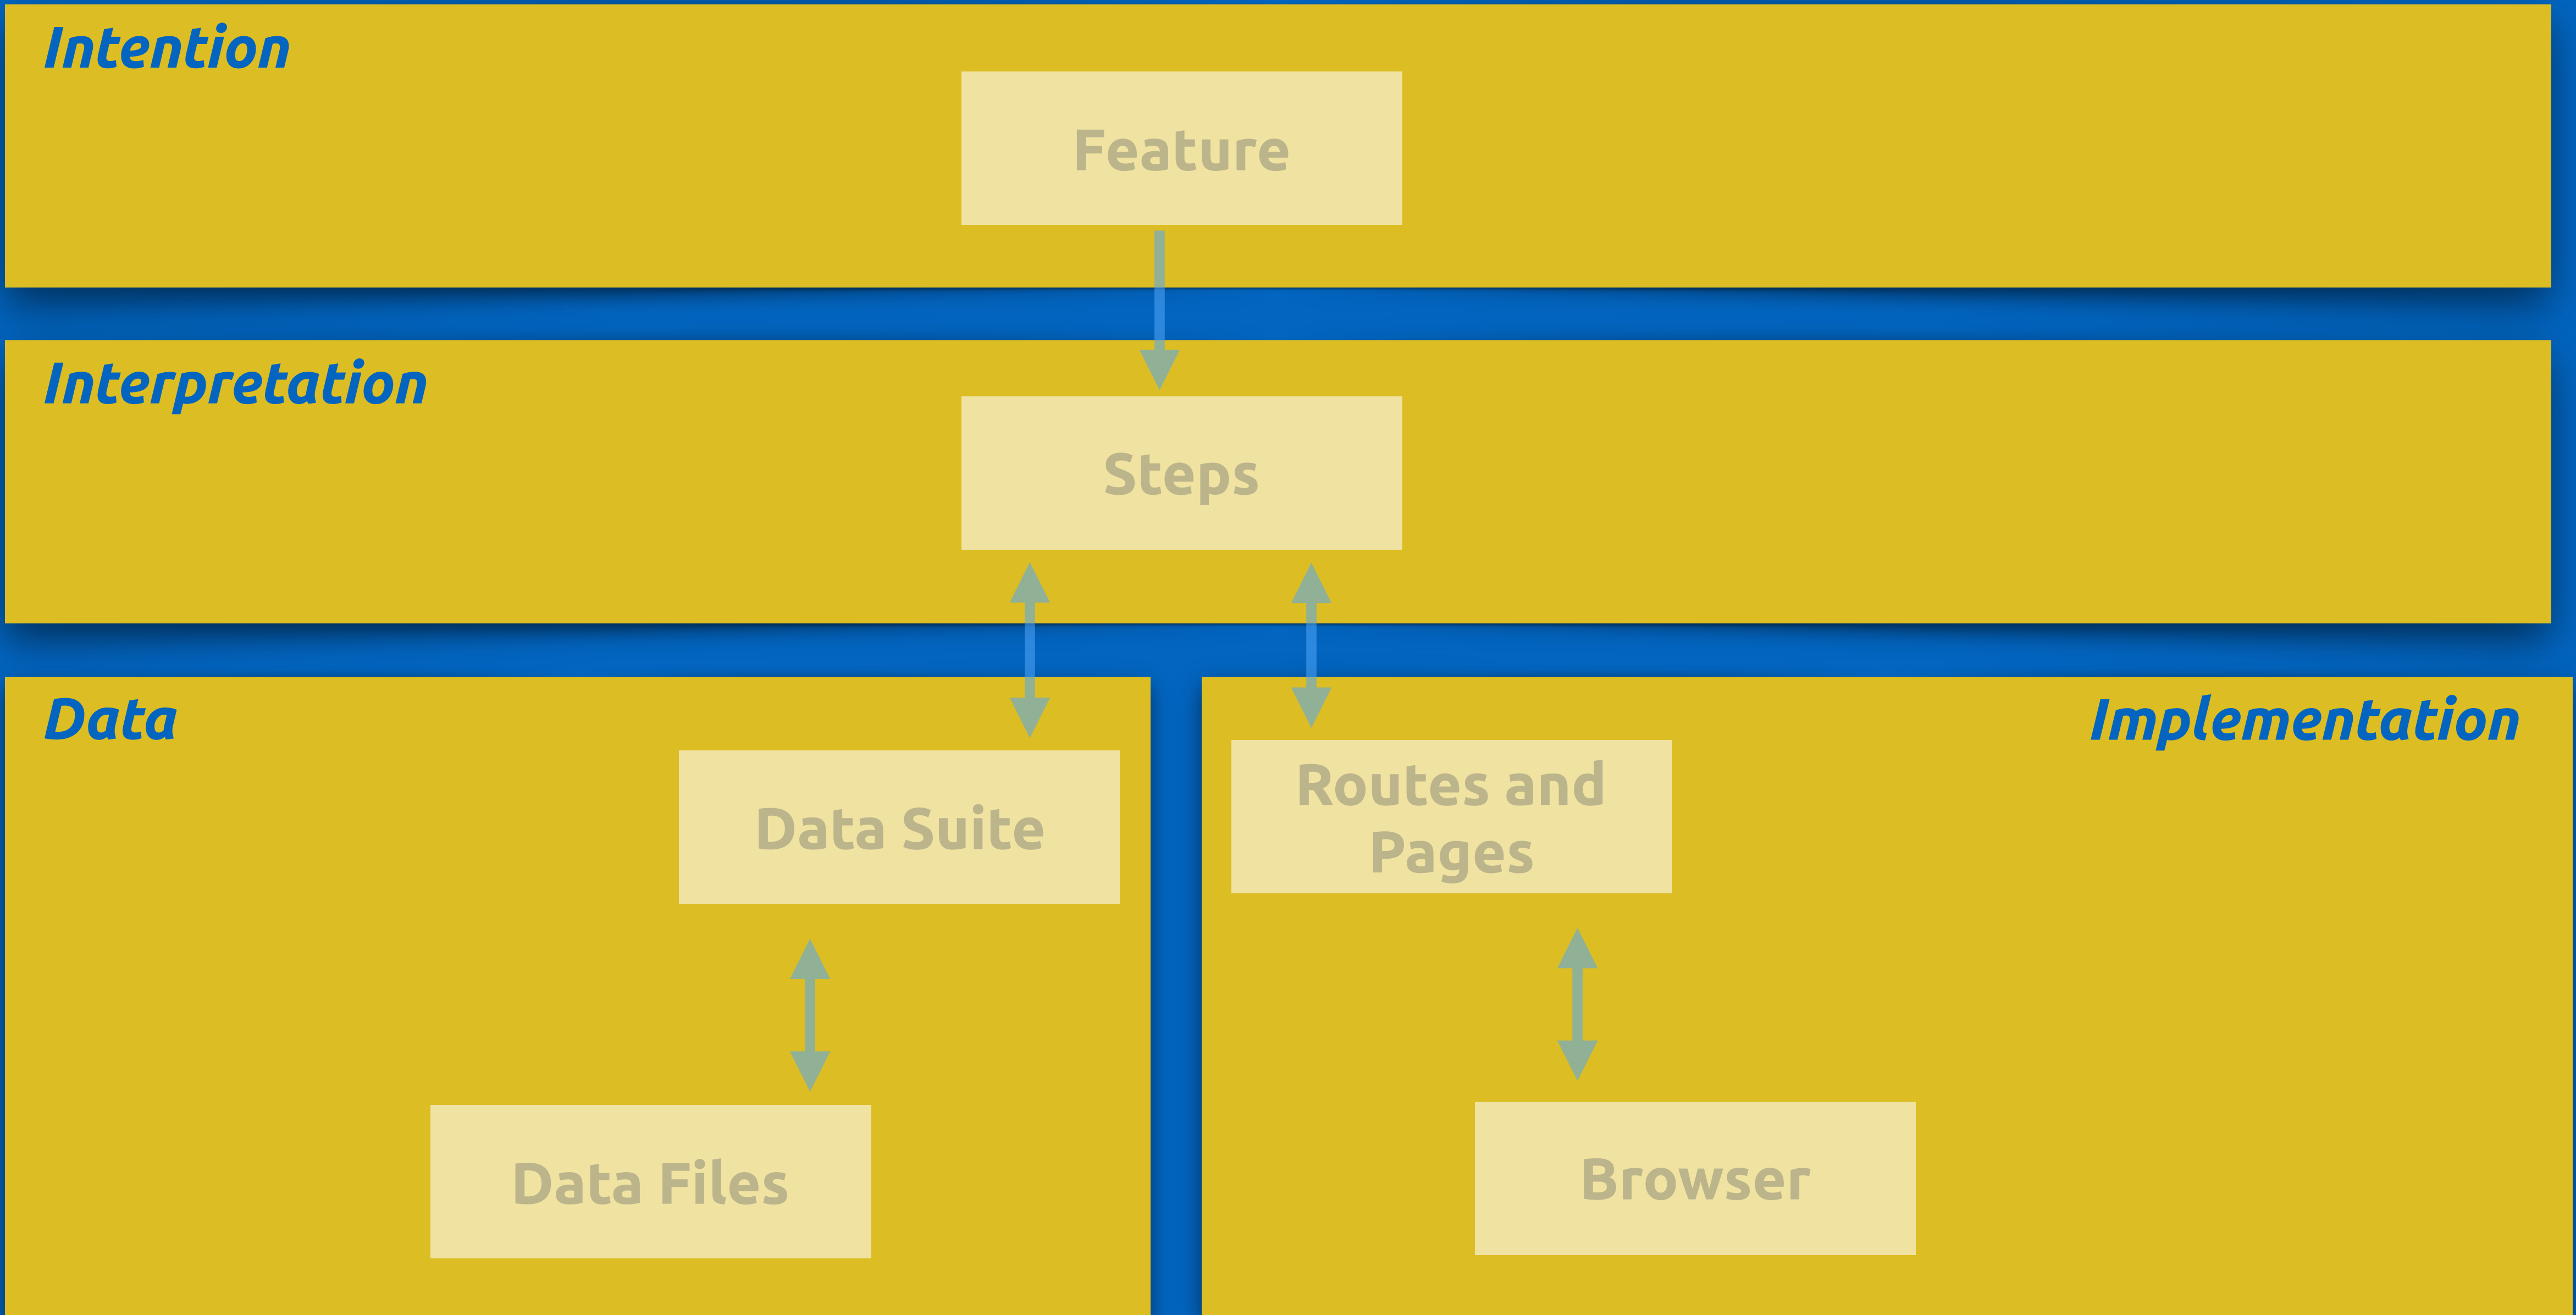 Intention
Feature
Interpretation
Steps
Data
Implementation
Data Suite
Routes and
Pages
Data Files
Browser